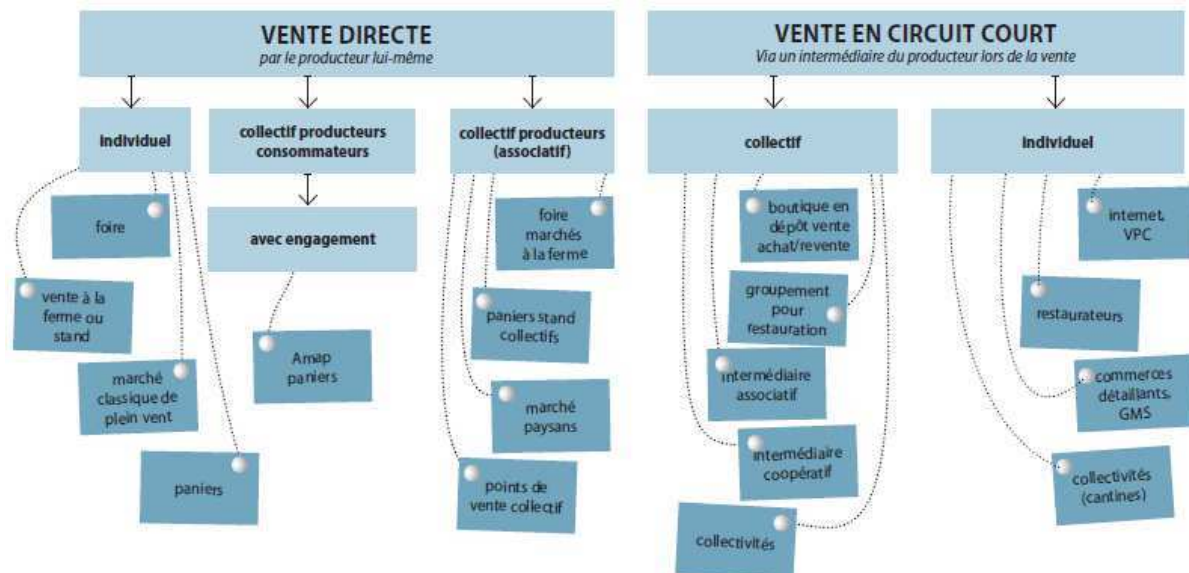 VENTE DIRECTE
par le producteur lui-même
individuel
collectif producteurs
consommateurs
collectif producteurs
(associatif)
foire
avec engagement
foire
marchés
à la ferme
vente à la
ferme ou
stand
paniers stand
collectifs
Amap
paniers
marché
classique de
plein vent
marché
paysans
paniers
points de
vente collectif
VENTE EN CIRCUIT COURT
Via un intermédiaire du producteur lors de la vente
collectif
individuel
boutique en
dépôt vente
achat/revente
internet,
VPC
groupement
pour
restauration
restaurateurs
intermédiaire
associatif
commerces
détaillants,
GMS
intermédiaire
coopératif
collectivités
(cantines)
collectivités